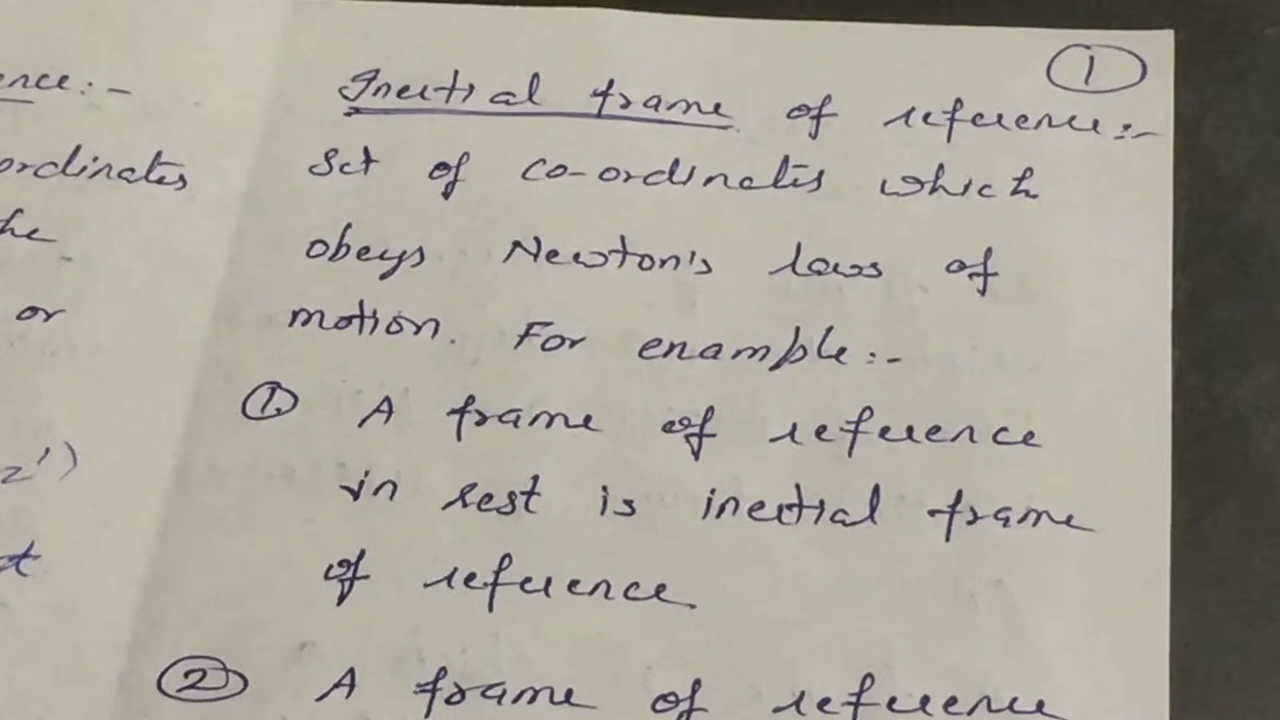 ence:-
ordinates
he
or
z')
t
①
Inertial frame of reference:-
Set of co-ordinates which
obeys Newton's laws of
motion. For example:-
① A frame of reference
in rest is inertial frame
of reference.
② A frame of reference